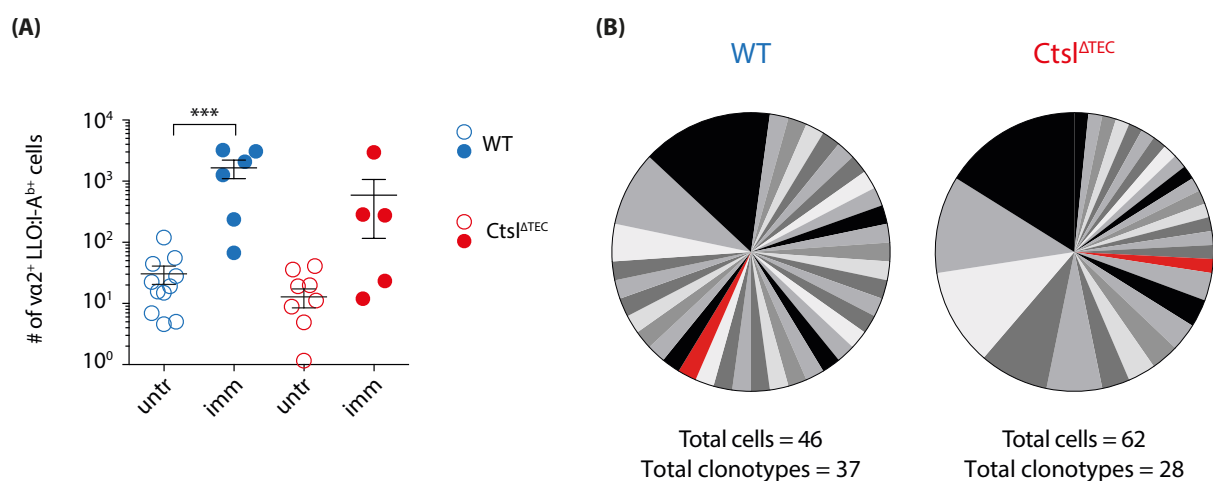 (A)
# of vα2⁺ LLO:I-Aᵇ⁺ cells
10⁴
10³
10²
10¹
10⁰
***
untr
imm
untr
imm
WT
Ctsl^ΔTEC
(B)
WT
Ctsl^ΔTEC
Total cells = 46
Total clonotypes = 37
Total cells = 62
Total clonotypes = 28